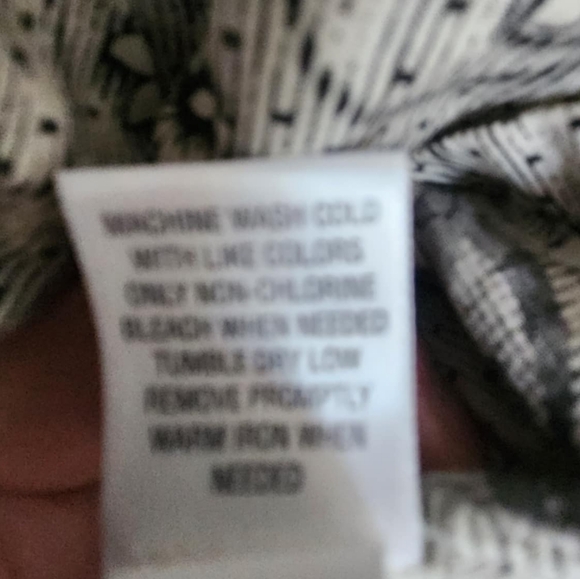 MACHINE WASH COLD
WITH LIKE COLORS
ONLY NON-CHLORINE
BLEACH WHEN NEEDED
TUMBLE DRY LOW
REMOVE PROMPTLY
WARM IRON WHEN
NEEDED